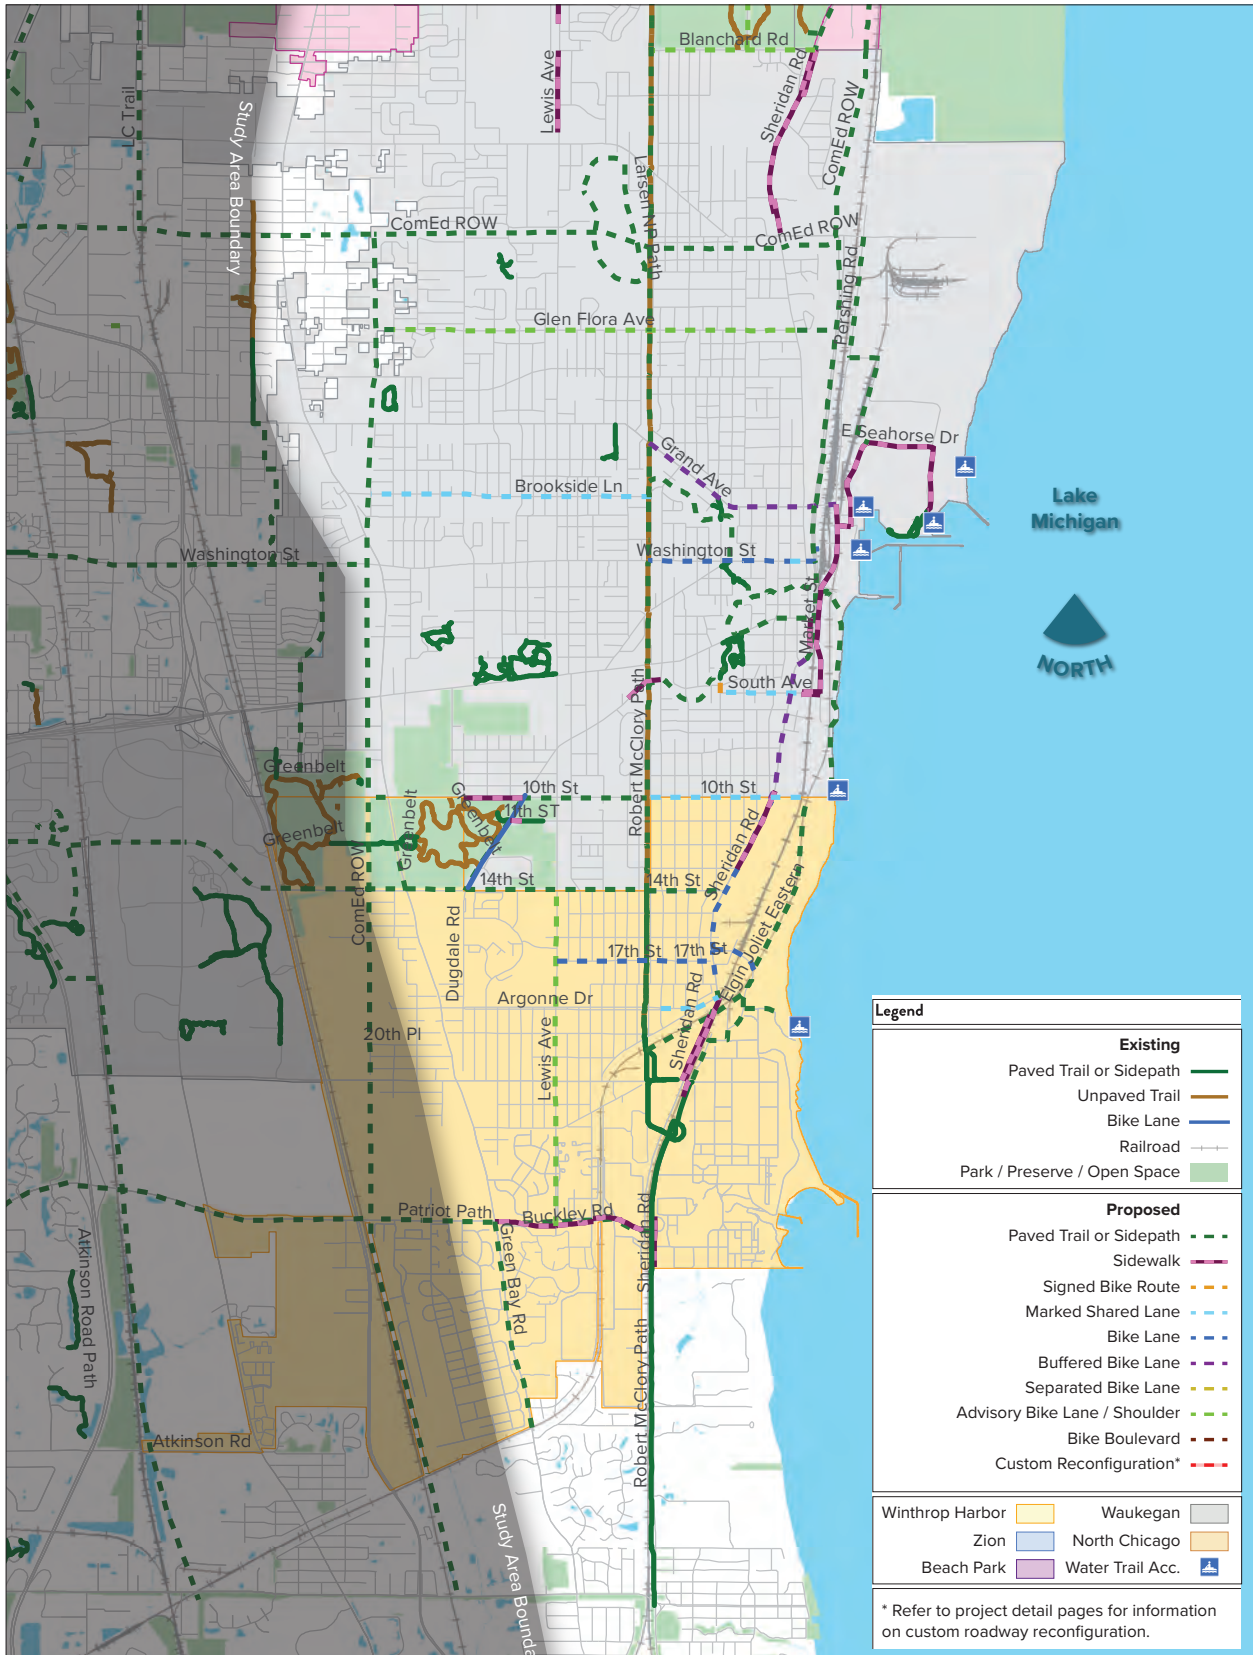 Blanchard Rd
Lewis Ave
Sheridan Rd
ComEd ROW
LC Trail
Study Area Boundary
Larsen NP Path
ComEd ROW
ComEd ROW
Pershing Rd
Glen Flora Ave
E Seahorse Dr
Grand Ave
Brookside Ln
Lake
Michigan
Washington St
Washington St
Market St
NORTH
South Ave
Robert McClory Path
Greenbelt
Greenbelt
Greenbelt
Greenbelt
10th St
10th St
11th ST
Sheridan Rd
ComEd ROW
14th St
14th St
Dugdale Rd
17th St
17th St
Elgin Joliet Eastern
Argonne Dr
Sheridan Rd
20th Pl
Lewis Ave
Patriot Path
Buckley Rd
Sheridan Rd
Green Bay Rd
Atkinson Road Path
Robert McClory Path
Atkinson Rd
Study Area Bounda
Legend
Existing
Paved Trail or Sidepath
Unpaved Trail
Bike Lane
Railroad
Park / Preserve / Open Space
Proposed
Paved Trail or Sidepath
Sidewalk
Signed Bike Route
Marked Shared Lane
Bike Lane
Buffered Bike Lane
Separated Bike Lane
Advisory Bike Lane / Shoulder
Bike Boulevard
Custom Reconfiguration*
Winthrop Harbor Waukegan
Zion North Chicago
Beach Park Water Trail Acc.
* Refer to project detail pages for information
on custom roadway reconfiguration.